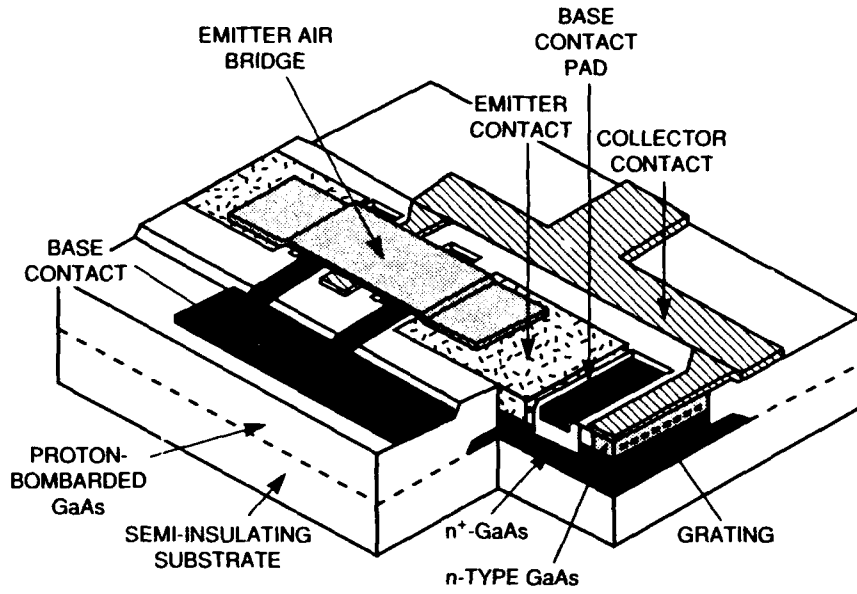 EMITTER AIR
BRIDGE
BASE
CONTACT
PAD
EMITTER
CONTACT
COLLECTOR
CONTACT
BASE
CONTACT
PROTON-
BOMBARDED
GaAs
SEMI-INSULATING
SUBSTRATE
n⁺-GaAs
n-TYPE GaAs
GRATING